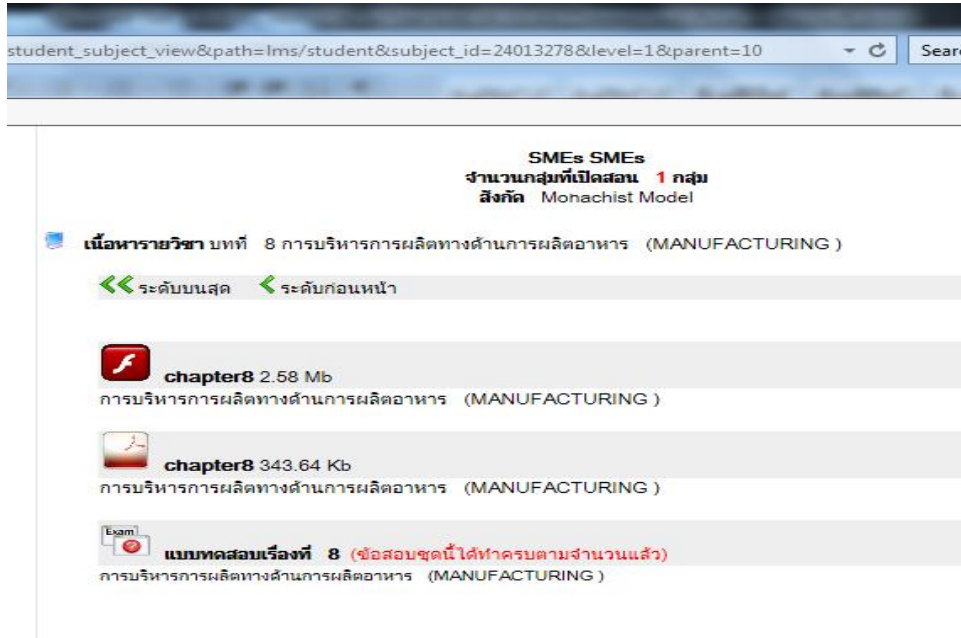 student_subject_view&path=lms/student&subject_id=24013278&level=1&parent=10
Sear
SMEs SMEs
จำนวนกลุ่มที่เปิดสอน 1 กลุ่ม
สังกัด Monachist Model
เนื้อหารายวิชา บทที่ 8 การบริหารการผลิตทางด้านการผลิตอาหาร (MANUFACTURING )
ระดับบนสุด ระดับก่อนหน้า
chapter8 2.58 Mb
การบริหารการผลิตทางด้านการผลิตอาหาร (MANUFACTURING )
chapter8 343.64 Kb
การบริหารการผลิตทางด้านการผลิตอาหาร (MANUFACTURING )
Exam
แบบทดสอบเรื่องที่ 8 (ข้อสอบชุดนี้ได้ทำครบตามจำนวนแล้ว)
การบริหารการผลิตทางด้านการผลิตอาหาร (MANUFACTURING )